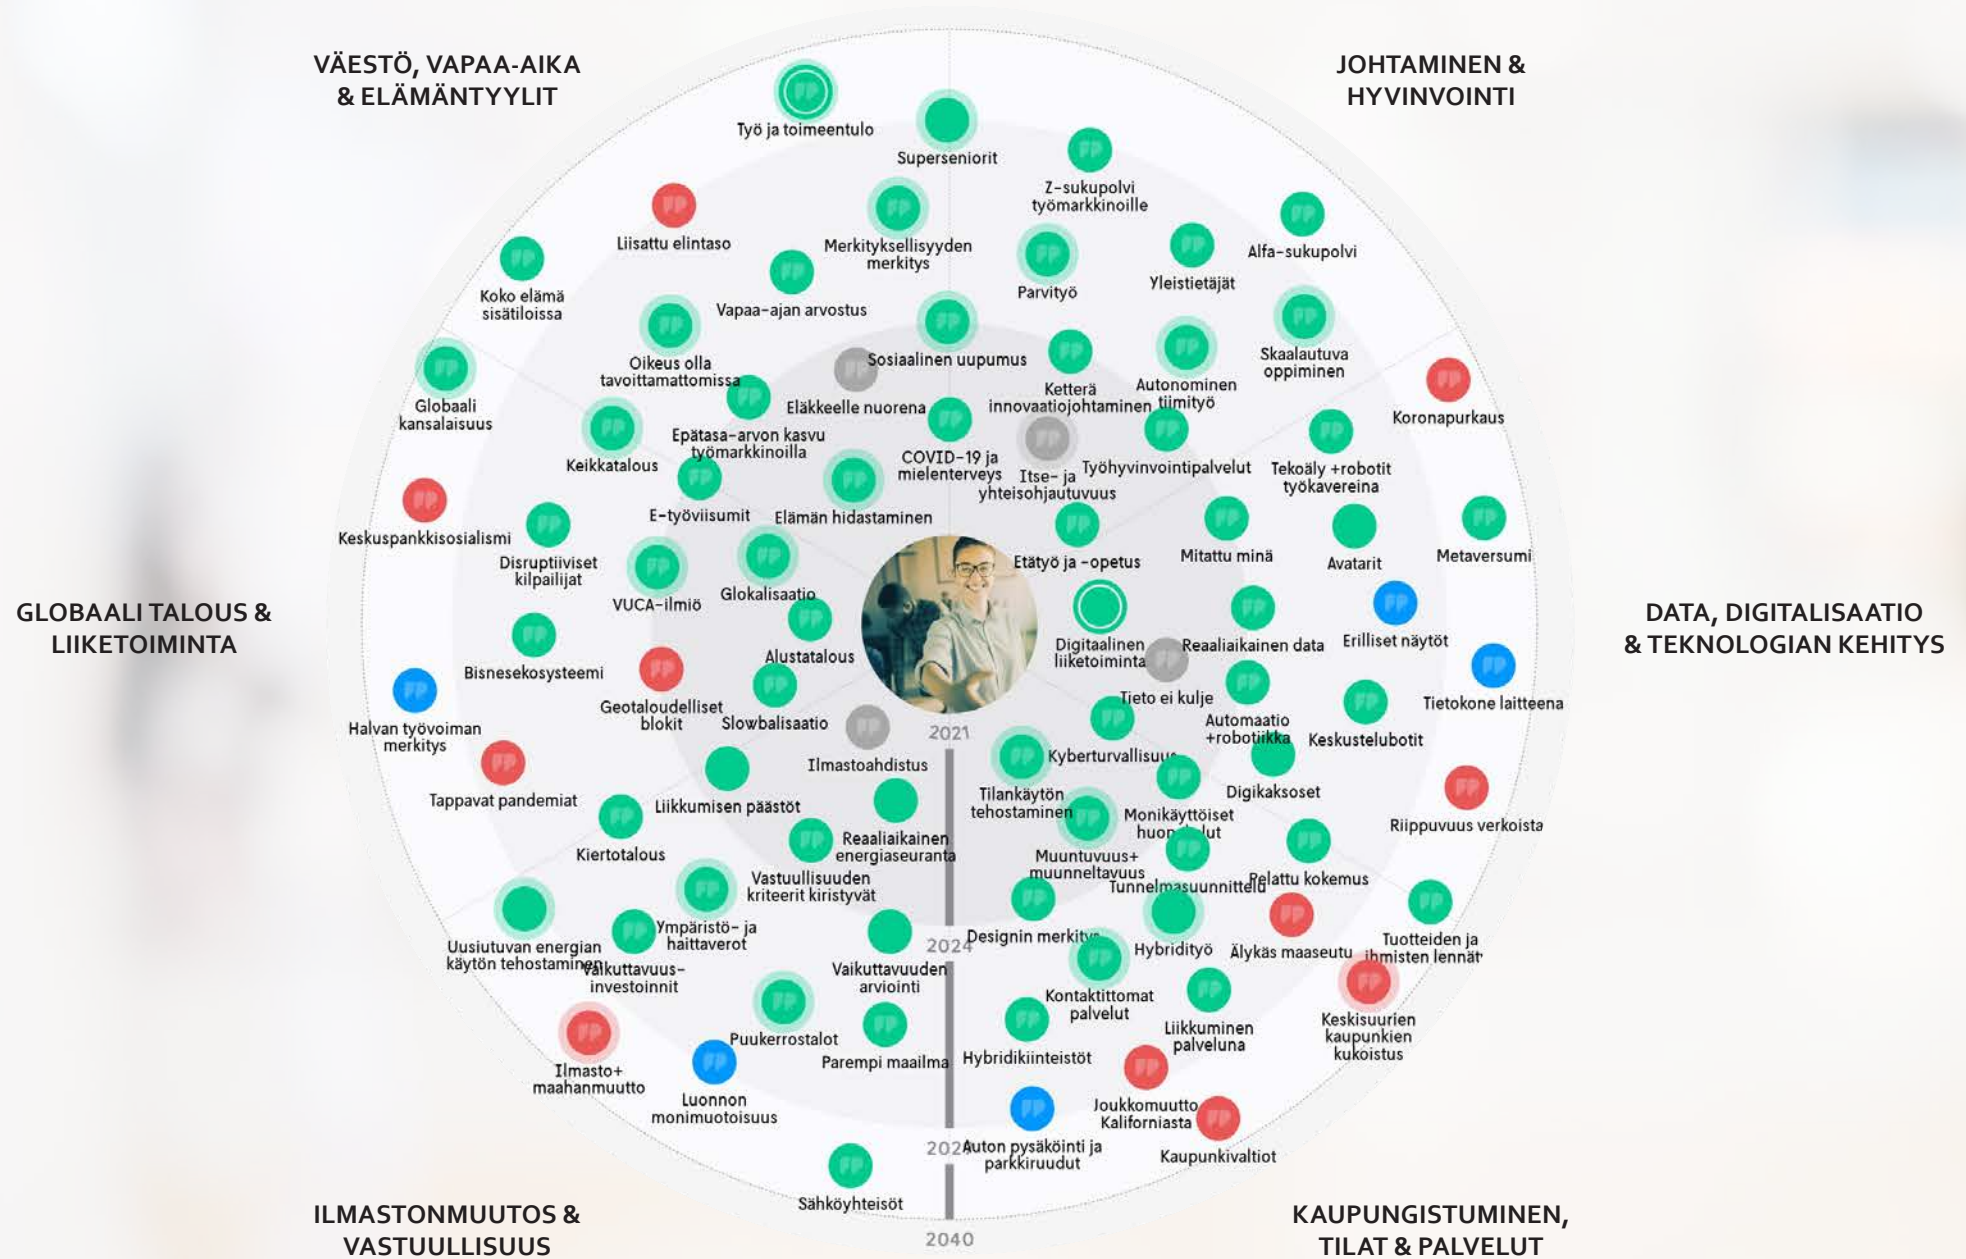 VÄESTÖ, VAPAA-AIKA
& ELÄMÄNTYYLIT
JOHTAMINEN &
HYVINVOINTI
Työ ja toimeentulo
Superseniorit
Z-sukupolvi
työmarkkinoille
Liisattu elintaso
Merkityksellisyyden
merkitys
Alfa-sukupolvi
Koko elämä
sisätiloissa
Vapaa-ajan arvostus
Parvityö
Yleistietäjät
Oikeus olla
tavoittamattomissa
Sosiaalinen uupumus
Skaalautuva
oppiminen
Globaali
kansalaisuus
Eläkkeelle nuorena
Ketterä
innovaatiojohtaminen
Autonominen
tiimityö
Koronapurkaus
Keikkatalous
Epätasa-arvon kasvu
työmarkkinoilla
COVID-19 ja
mielenterveys
Itse- ja
yhteisohjautuvuus
Työhyvinvointipalvelut
Tekoäly +robotit
työkavereina
Keskuspankkisosialismi
E-työviisumit
Elämän hidastaminen
Disruptiiviset
kilpailijat
Etätyö ja -opetus
Mitattu minä
Avatarit
Metaversumi
VUCA-ilmiö
Glokalisaatio
GLOBAALI TALOUS &
LIIKETOIMINTA
DATA, DIGITALISAATIO
& TEKNOLOGIAN KEHITYS
Bisnesekosysteemi
Alustatalous
Digitaalinen
liiketoiminta
Reaaliaikainen data
Erilliset näytöt
Halvan työvoiman
merkitys
Geotaloudelliset
blokit
Slowbalisaatio
Tieto ei kulje
Automaatio
+robotiikka
Keskustelubotit
Tietokone laitteena
2021
Tappavat pandemiat
Liikkumisen päästöt
Ilmastoahdistus
Tilankäytön
tehostaminen
Kyberturvallisuus
Monikäyttöiset
Digikaksoset
Riippuvuus verkoista
Kiertotalous
Reaaliaikainen
energiaseuranta
Vastuullisuuden
kriteerit kiristyvät
Muuntuvuus+
muunneltavuus
Tunnelmasuunnittelu
Pelattu kokemus
Uusiutuvan energian
käytön tehostaminen
Ympäristö- ja
haittaverot
Vaikuttavuus-
investoinnit
2024
Designin merkitys
Hybridityö
Älykäs maaseutu
Tuotteiden ja
ihmisten lennät
Vaikuttavuuden
arviointi
Kontaktittomat
palvelut
Liikkuminen
palveluna
Keskisuurien
kaupunkien
kukoistus
Ilmasto+
maahanmuutto
Puukerrostalot
Parempi maailma
Hybridikiinteistöt
Luonnon
monimuotoisuus
Joukkomuutto
Kaliforniasta
Auton pysäköinti ja
parkkiruudut
Kaupunkivaltiot
Sähköyhteisöt
ILMASTONMUUTOS &
VASTUULLISUUS
2040
KAUPUNGISTUMINEN,
TILAT & PALVELUT